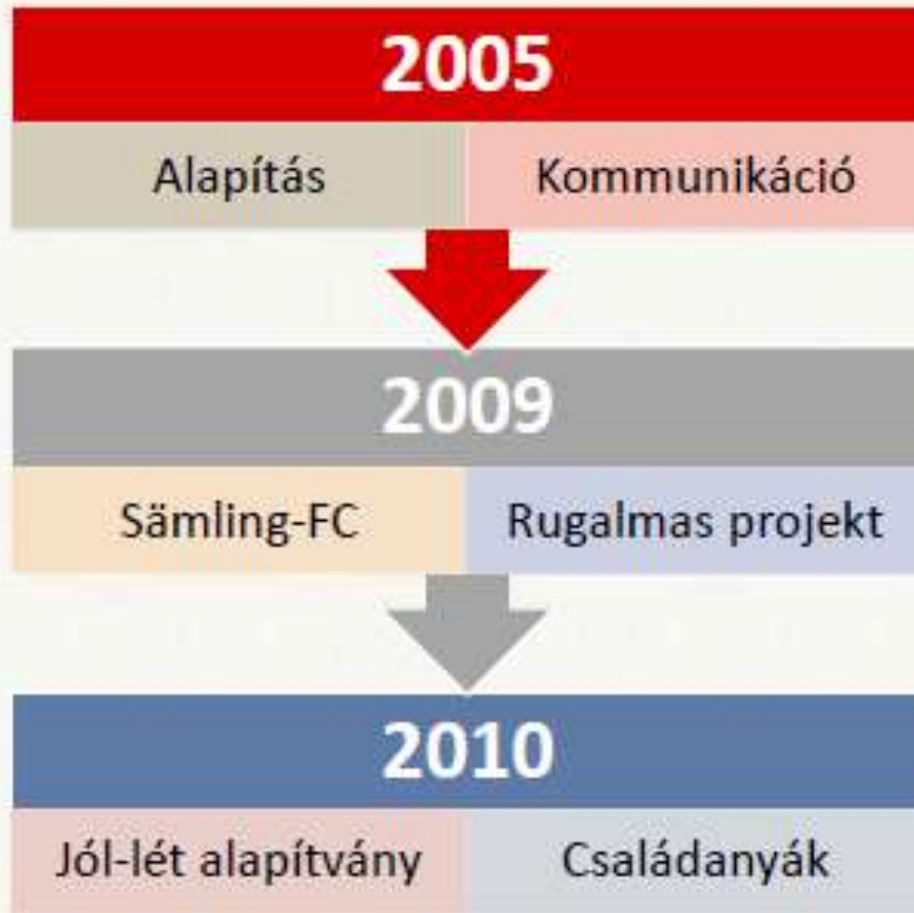 2005
Alapítás Kommunikáció
2009
Sämling-FC Rugalmas projekt
2010
Jól-lét alapítvány Családanyák